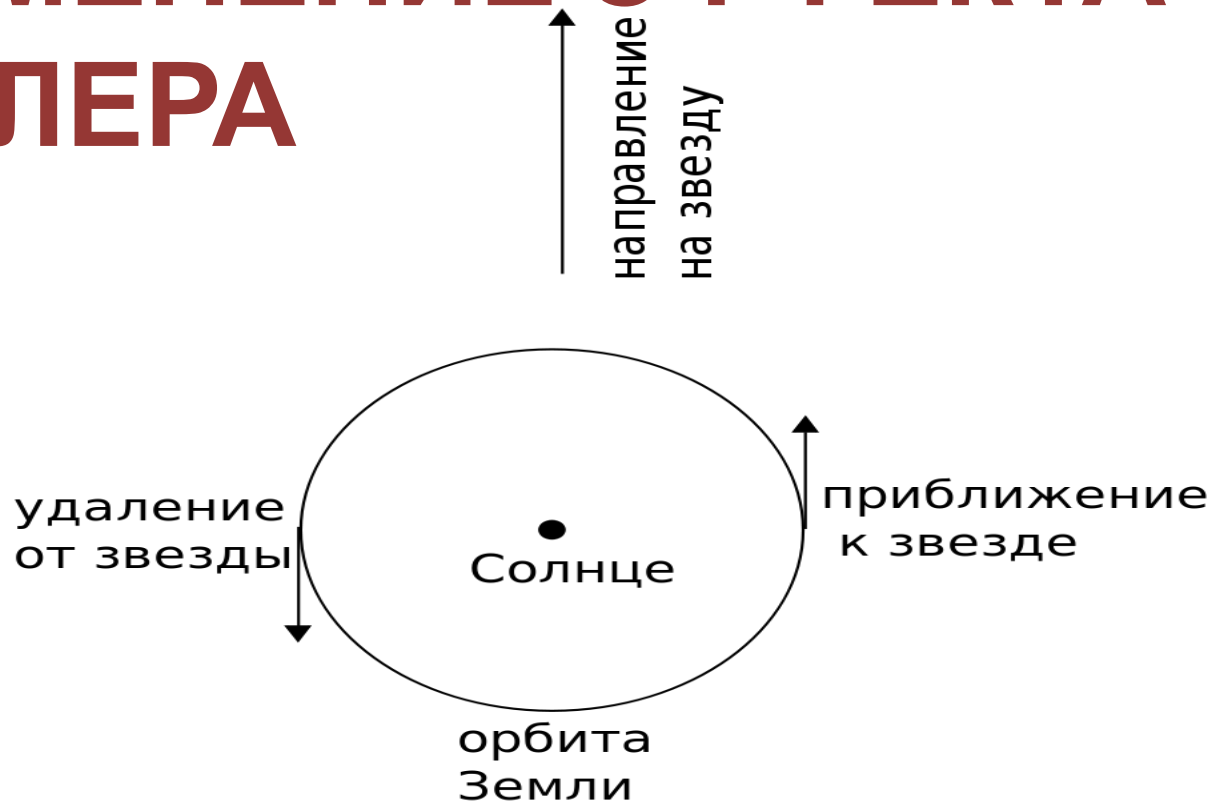 ЛЕРА
направление
на звезду
удаление
от звезды
приближение
к звезде
Солнце
орбита
Земли